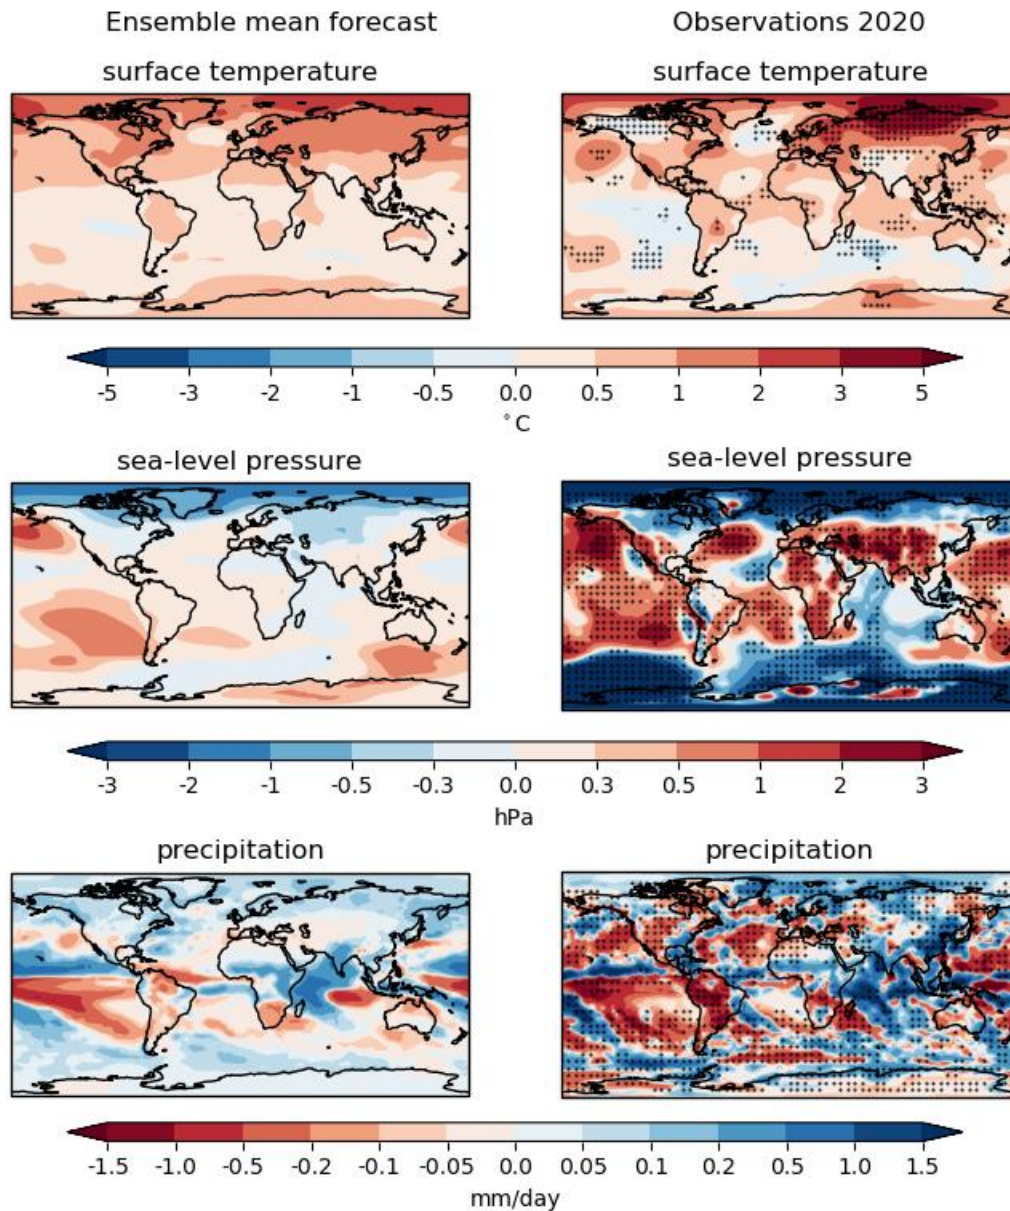 Ensemble mean forecast Observations 2020
surface temperature surface temperature
-5 -3 -2 -1 -0.5 0.0 0.5 1 2 3 5
°C
sea-level pressure sea-level pressure
-3 -2 -1 -0.5 -0.3 0.0 0.3 0.5 1 2 3
hPa
precipitation precipitation
-1.5 -1.0 -0.5 -0.2 -0.1 -0.05 0.0 0.05 0.1 0.2 0.5 1.0 1.5
mm/day